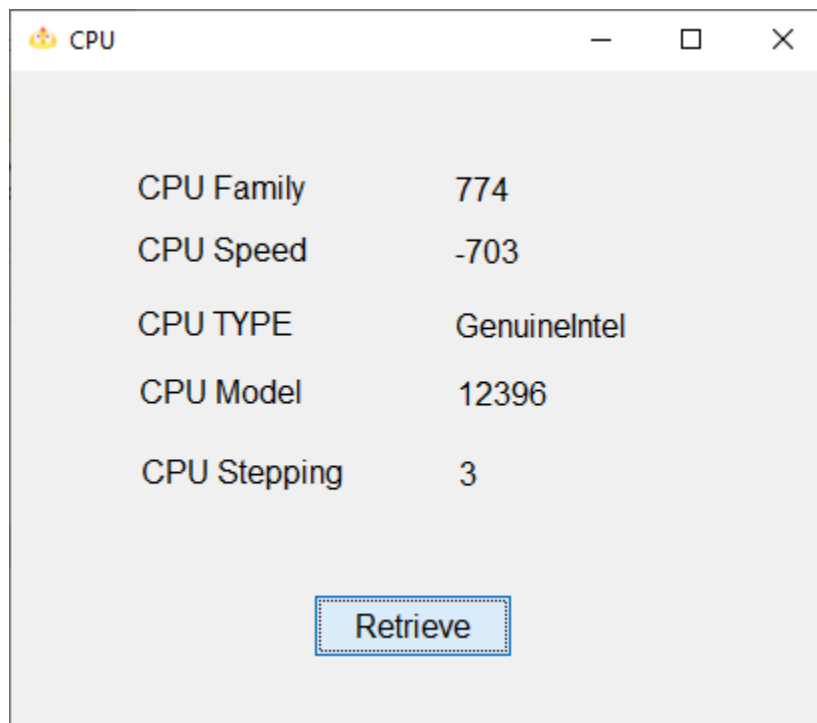 CPU
CPU Family 774
CPU Speed -703
CPU TYPE GenuineIntel
CPU Model 12396
CPU Stepping 3
Retrieve